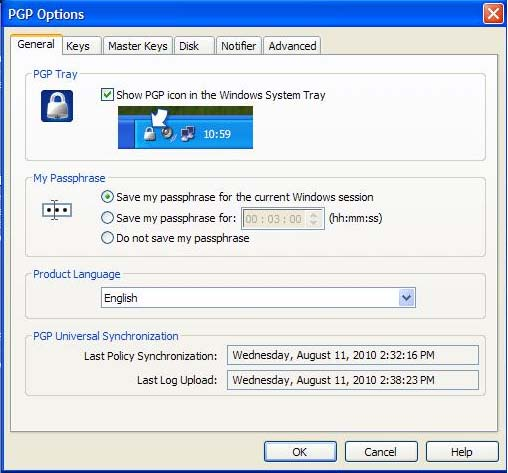 PGP Options
General Keys Master Keys Disk Notifier Advanced
PGP Tray
Show PGP icon in the Windows System Tray
10:59
My Passphrase
Save my passphrase for the current Windows session
Save my passphrase for: 00 : 03 : 00 (hh:mm:ss)
Do not save my passphrase
Product Language
English
PGP Universal Synchronization
Last Policy Synchronization: Wednesday, August 11, 2010 2:32:16 PM
Last Log Upload: Wednesday, August 11, 2010 2:38:23 PM
OK Cancel Help